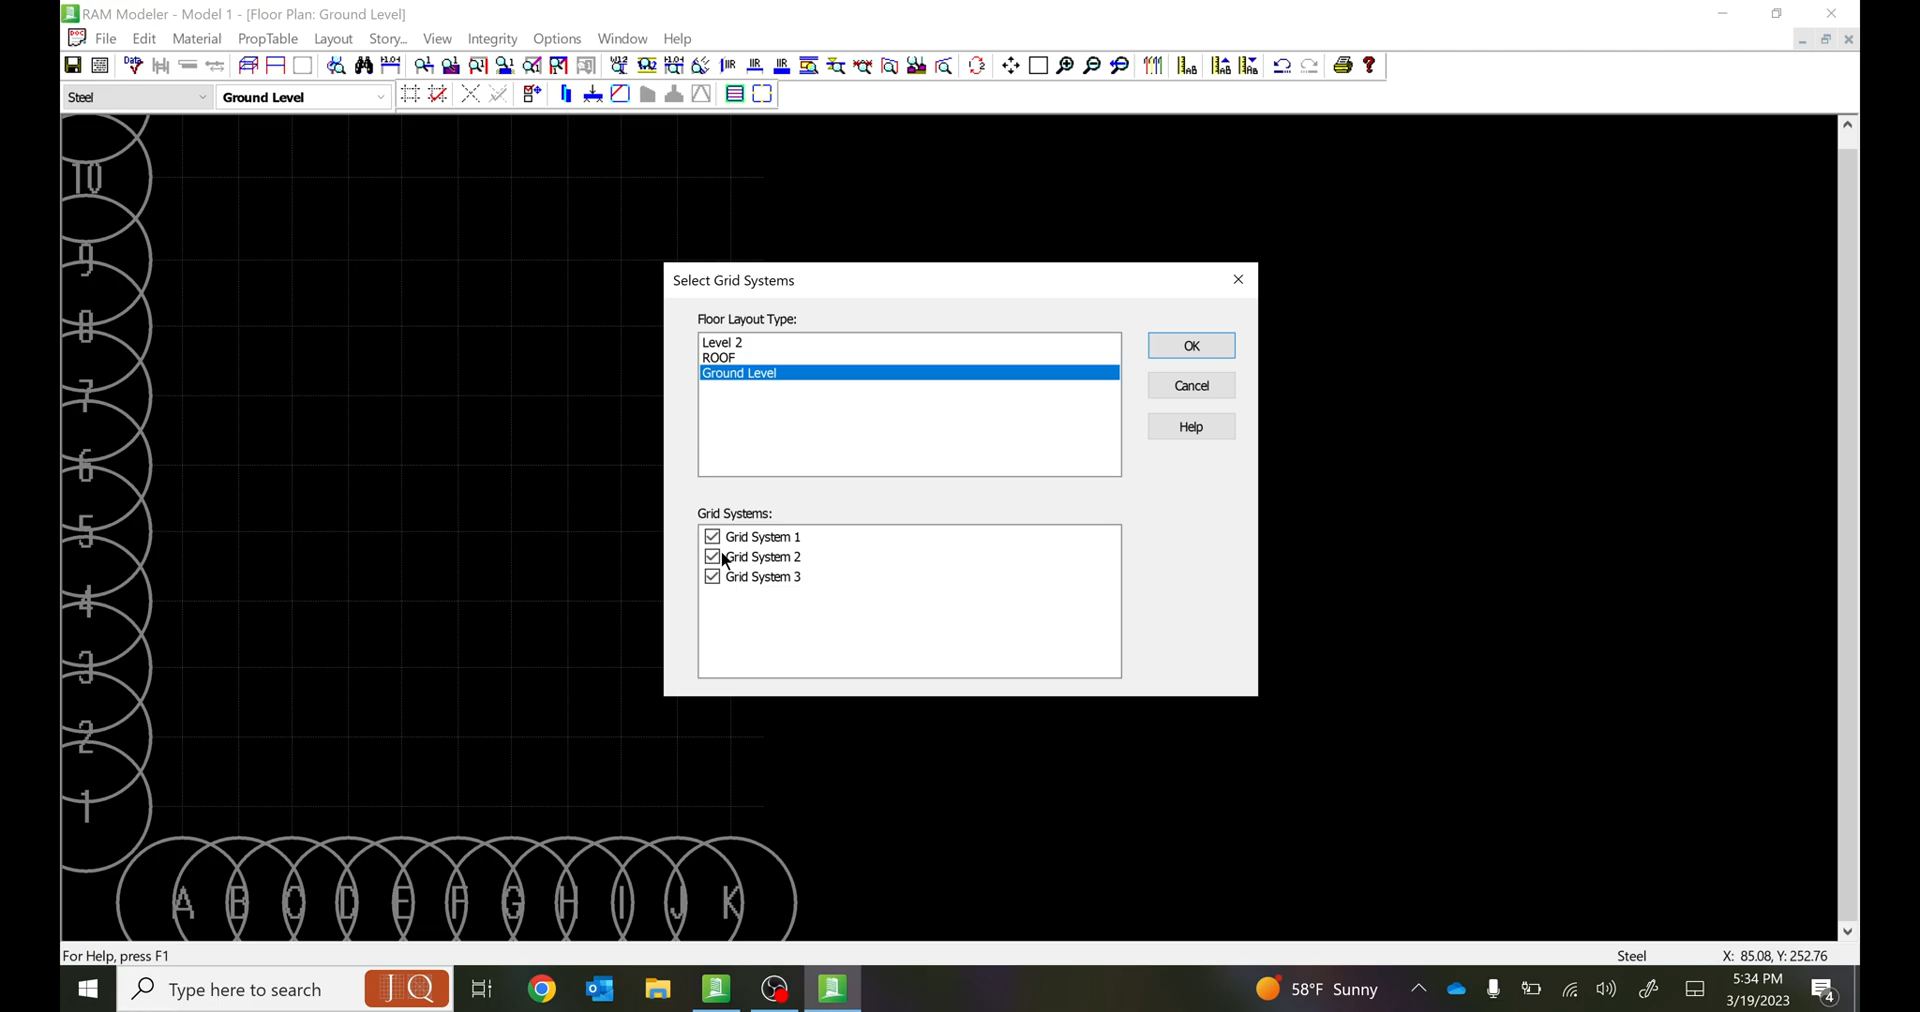 RAM Modeler - Model 1 - [Floor Plan: Ground Level]
File Edit Material PropTable Layout Story... View Integrity Options Window Help
Steel Ground Level
10
9
8
7
6
5
4
3
2
1
A B C D E F G H I J K
Select Grid Systems
Floor Layout Type:
Level 2
ROOF
Ground Level
OK
Cancel
Help
Grid Systems:
Grid System 1
Grid System 2
Grid System 3
For Help, press F1 Steel X: 85.08, Y: 252.76
Type here to search 58°F Sunny 5:34 PM
3/19/2023 4